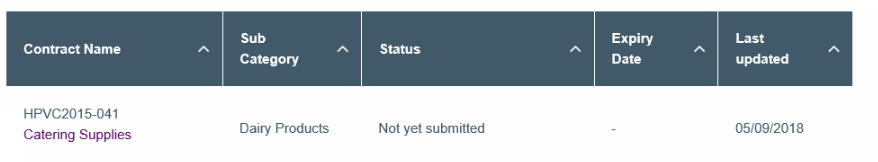 Contract Name
Sub
Category
Status
Expiry
Date
Last
updated
HPVC2015-041
Catering Supplies
Dairy Products
Not yet submitted
-
05/09/2018